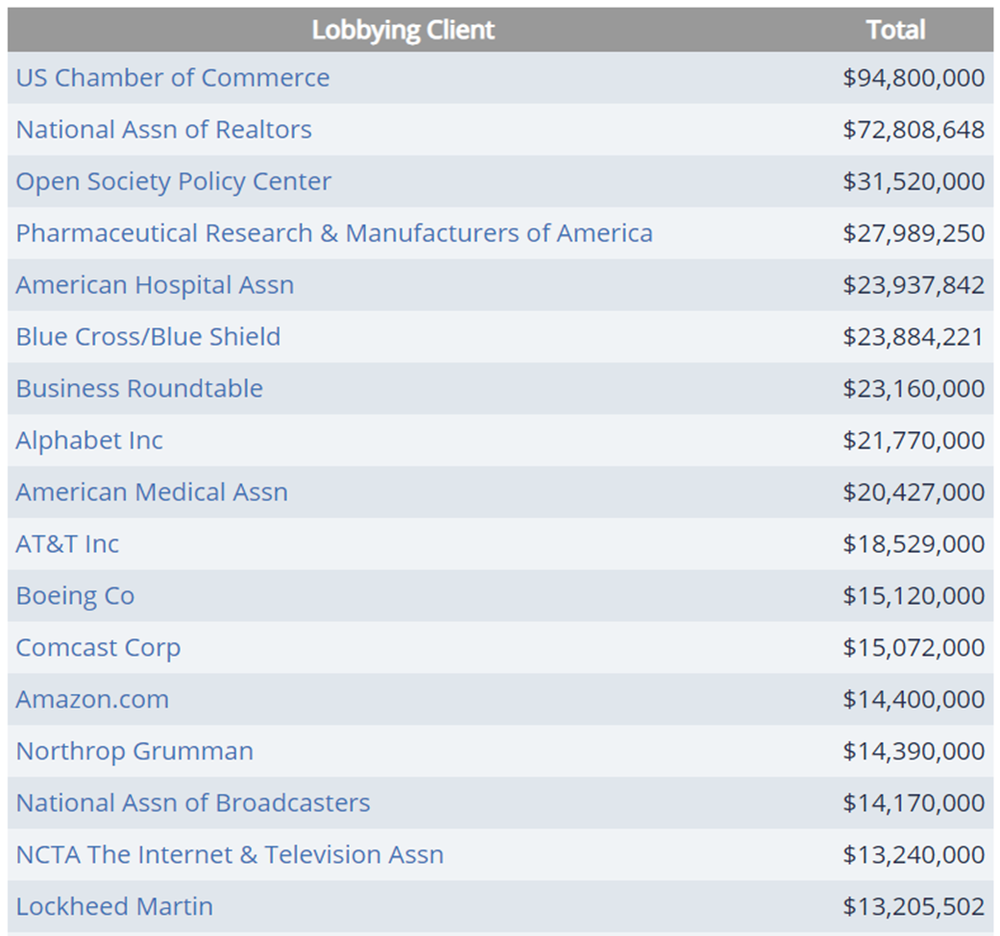 Lobbying Client Total
US Chamber of Commerce $94,800,000
National Assn of Realtors $72,808,648
Open Society Policy Center $31,520,000
Pharmaceutical Research & Manufacturers of America $27,989,250
American Hospital Assn $23,937,842
Blue Cross/Blue Shield $23,884,221
Business Roundtable $23,160,000
Alphabet Inc $21,770,000
American Medical Assn $20,427,000
AT&T Inc $18,529,000
Boeing Co $15,120,000
Comcast Corp $15,072,000
Amazon.com $14,400,000
Northrop Grumman $14,390,000
National Assn of Broadcasters $14,170,000
NCTA The Internet & Television Assn $13,240,000
Lockheed Martin $13,205,502